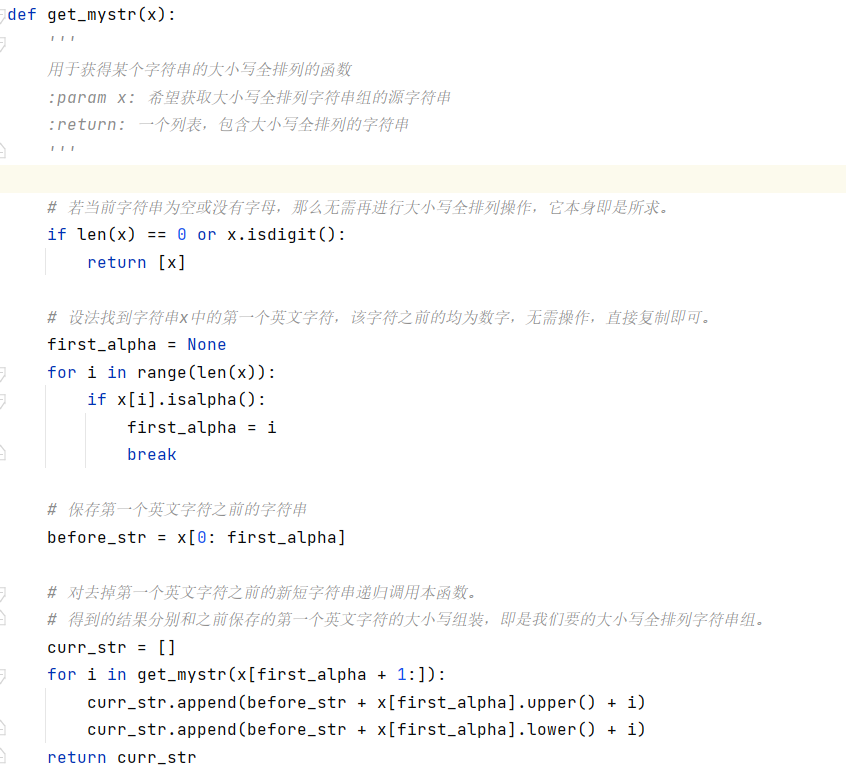 def get_mystr(x):
    '''
    用于获得某个字符串的大小写全排列的函数
    :param x: 希望获取大小写全排列字符串组的源字符串
    :return: 一个列表，包含大小写全排列的字符串
    '''
    # 若当前字符串为空或没有字母，那么无需再进行大小写全排列操作，它本身即是所求。
    if len(x) == 0 or x.isdigit():
        return [x]
    # 设法找到字符串x中的第一个英文字符，该字符之前的均为数字，无需操作，直接复制即可。
    first_alpha = None
    for i in range(len(x)):
        if x[i].isalpha():
            first_alpha = i
            break
    # 保存第一个英文字符之前的字符串
    before_str = x[0: first_alpha]
    # 对去掉第一个英文字符之前的新短字符串递归调用本函数。
    # 得到的结果分别和之前保存的第一个英文字符的大小写组装，即是我们要的大小写全排列字符串组。
    curr_str = []
    for i in get_mystr(x[first_alpha + 1:]):
        curr_str.append(before_str + x[first_alpha].upper() + i)
        curr_str.append(before_str + x[first_alpha].lower() + i)
    return curr_str